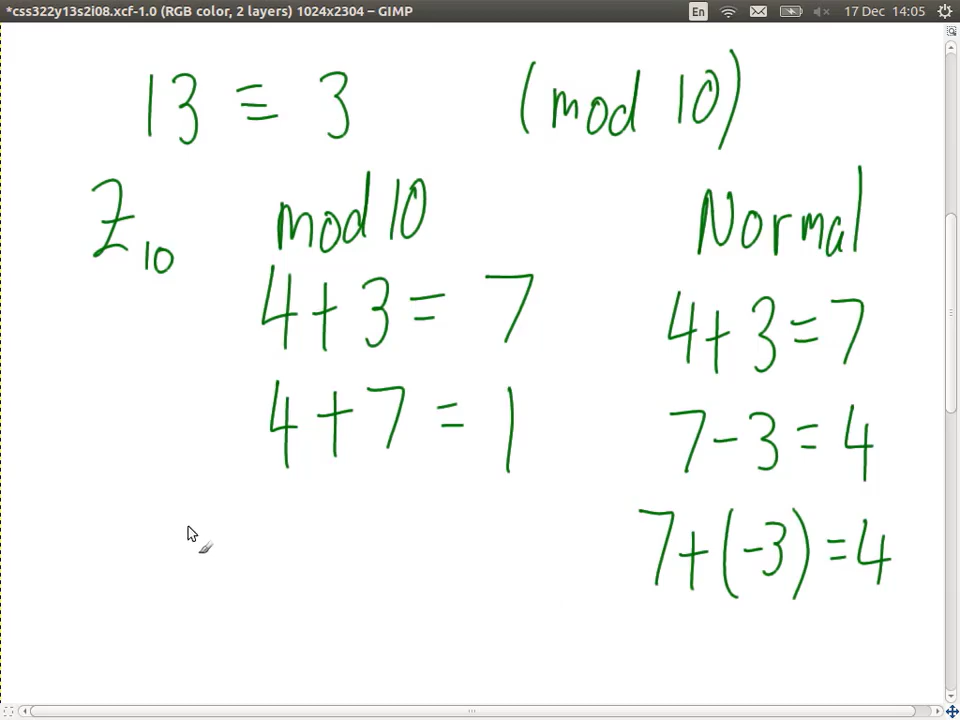 *css322y13s2i08.xcf-1.0 (RGB color, 2 layers) 1024x2304 – GIMP En 17 Dec 14:05
13 ≡ 3 (mod 10)
Z₁₀ mod 10 Normal
4+3=7 4+3=7
4+7=1 7-3=4
7+(-3)=4